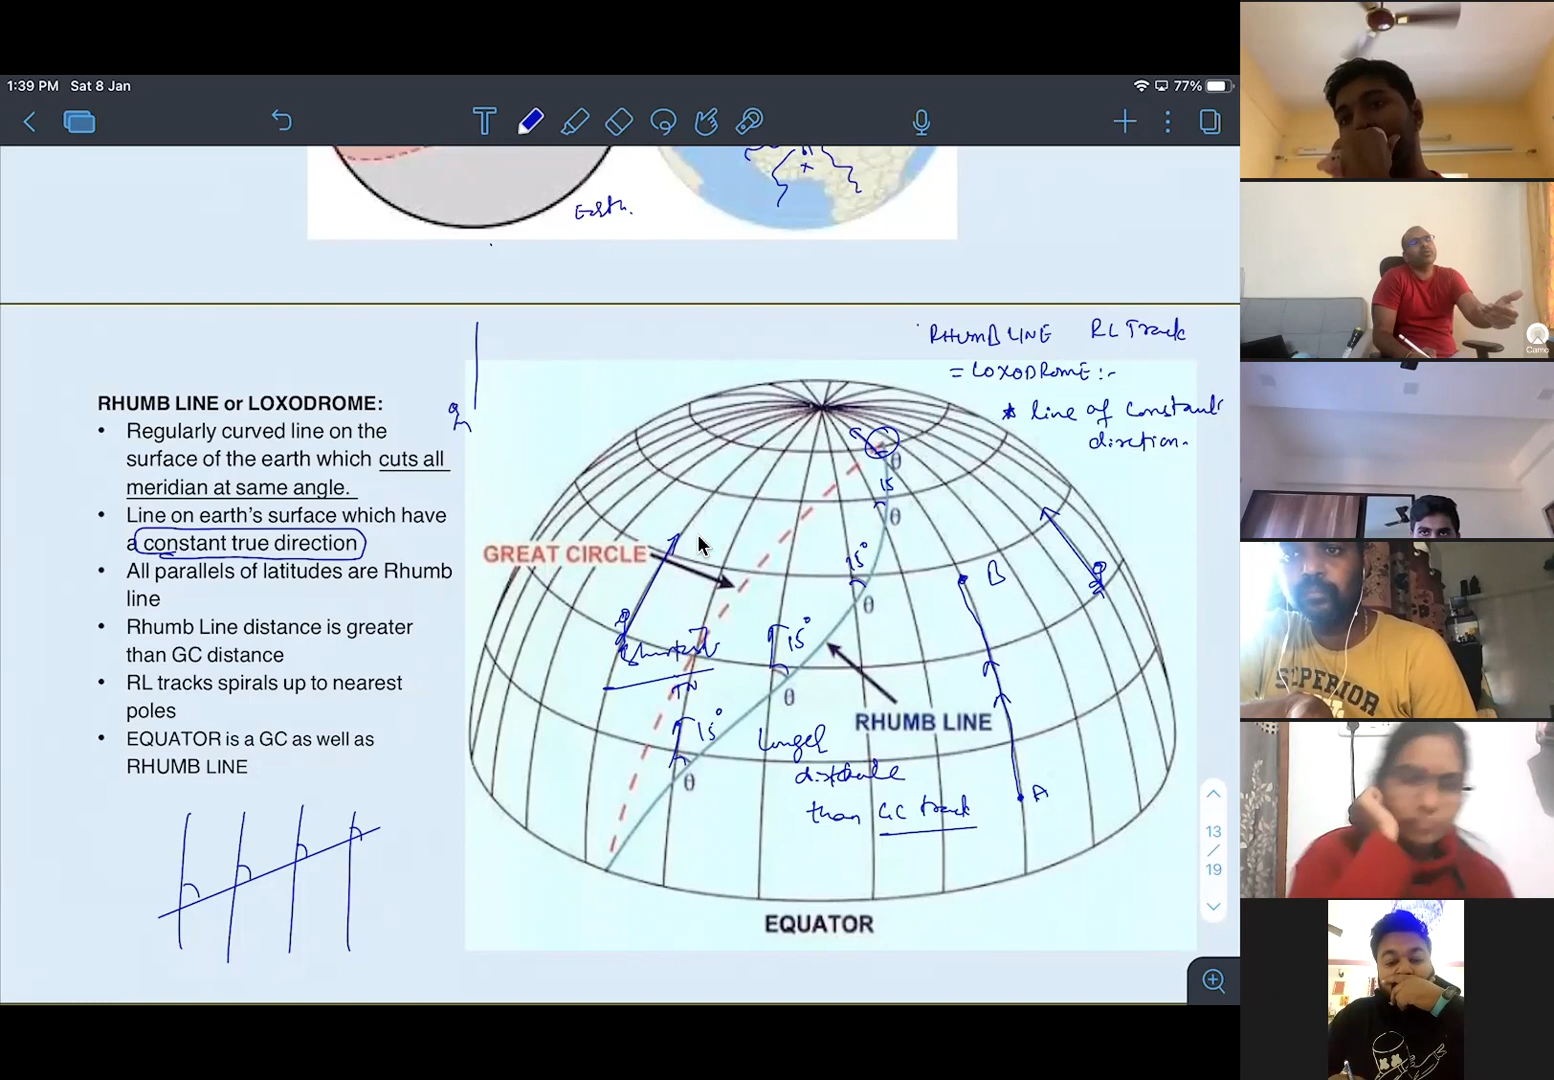 1:39 PM Sat 8 Jan
77%
Earth.
RHUMB LINE RL Track
= LOXODROME :-
* line of constant
direction.
RHUMB LINE or LOXODROME:
• Regularly curved line on the
surface of the earth which cuts all
meridian at same angle.
• Line on earth's surface which have
a constant true direction
• All parallels of latitudes are Rhumb
line
• Rhumb Line distance is greater
than GC distance
• RL tracks spirals up to nearest
poles
• EQUATOR is a GC as well as
RHUMB LINE
θ
15
θ
GREAT CIRCLE
15°
θ
B
Shortest
15°
TN
θ
RHUMB LINE
15°
Longer
distance
θ
than GC track
A
EQUATOR
13
/
19
Camo
SUPERIOR